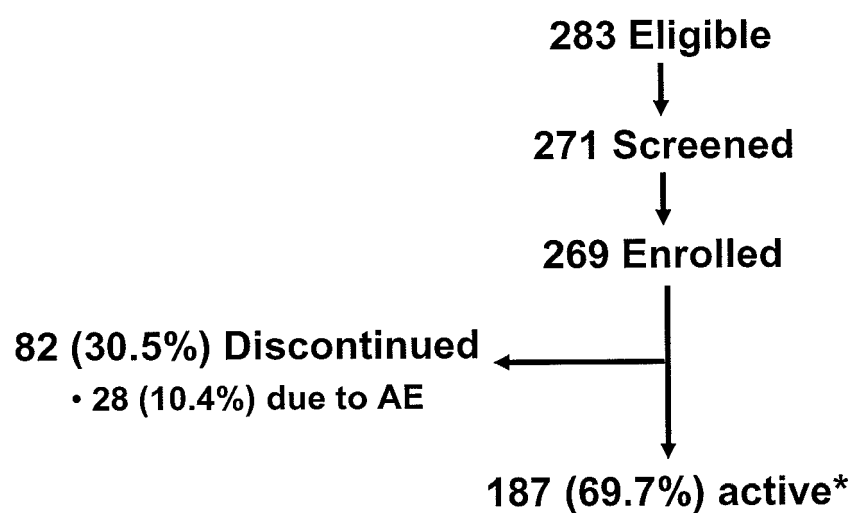 283 Eligible
271 Screened
269 Enrolled
82 (30.5%) Discontinued
• 28 (10.4%) due to AE
187 (69.7%) active*